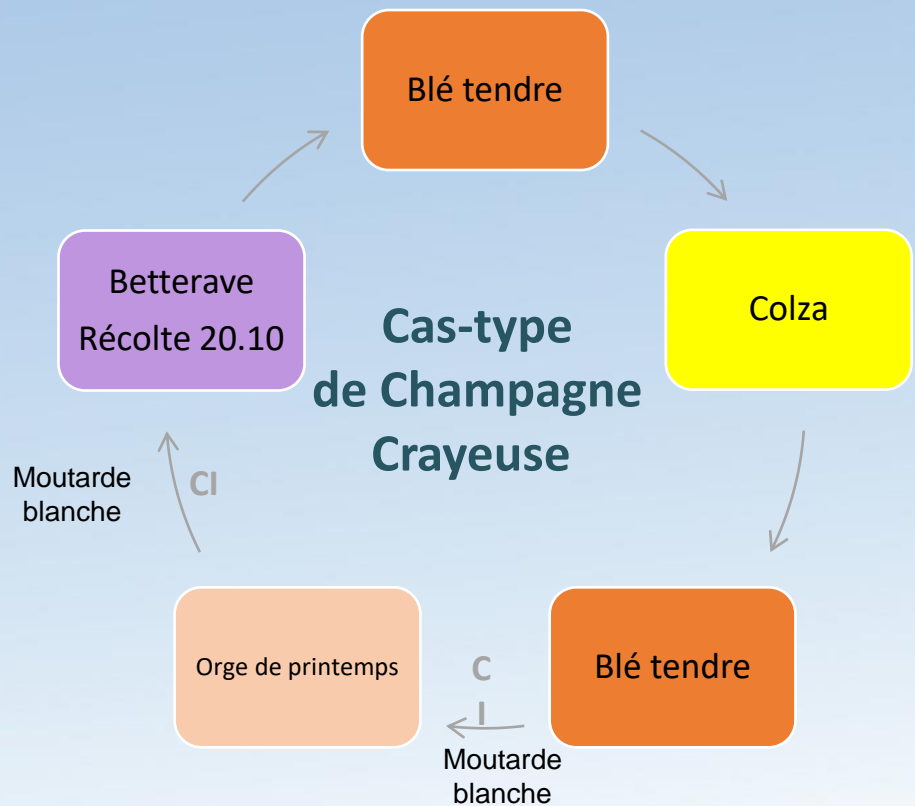 Blé tendre
Betterave
Récolte 20.10
Colza
Cas-type
de Champagne
Crayeuse
Moutarde
blanche
CI
Orge de printemps
C
I
Blé tendre
Moutarde
blanche